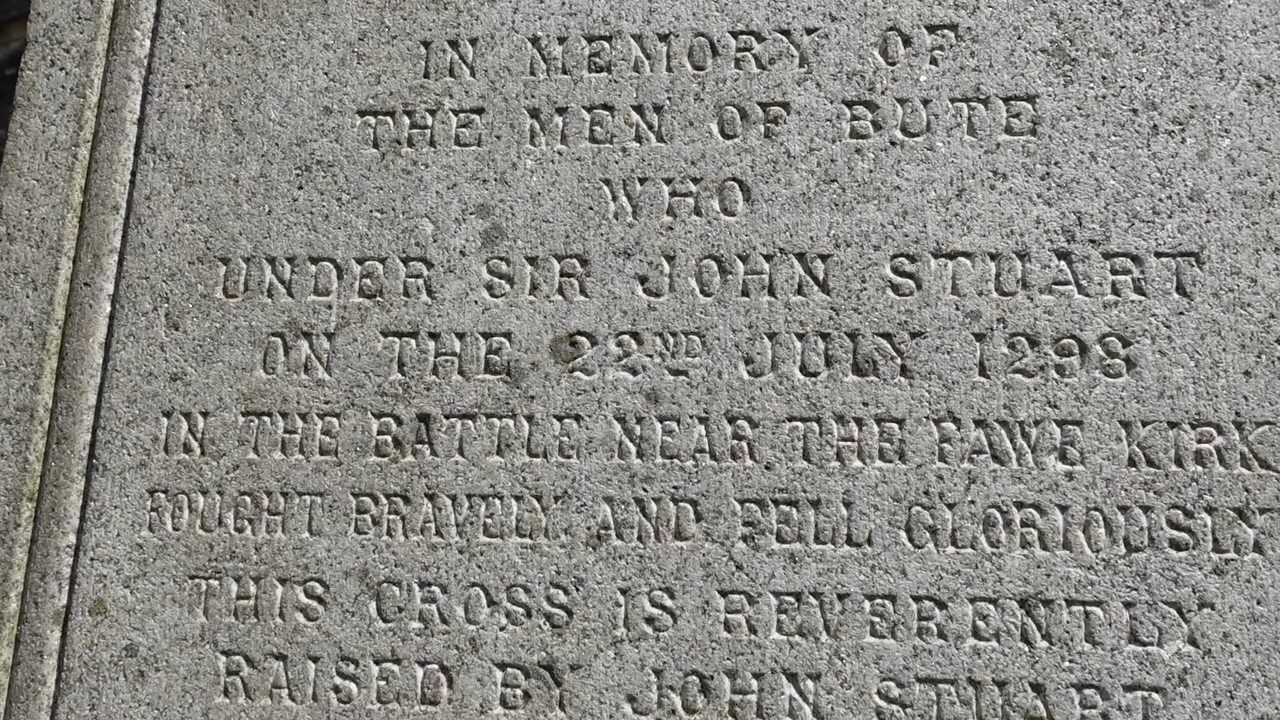 IN MEMORY OF
THE MEN OF BUTE
WHO
UNDER SIR JOHN STUART
ON THE 22ND JULY 1298
IN THE BATTLE NEAR THE FAWE KIRK
FOUGHT BRAVELY AND FELL GLORIOUSLY
THIS CROSS IS REVERENTLY
RAISED BY JOHN STUART